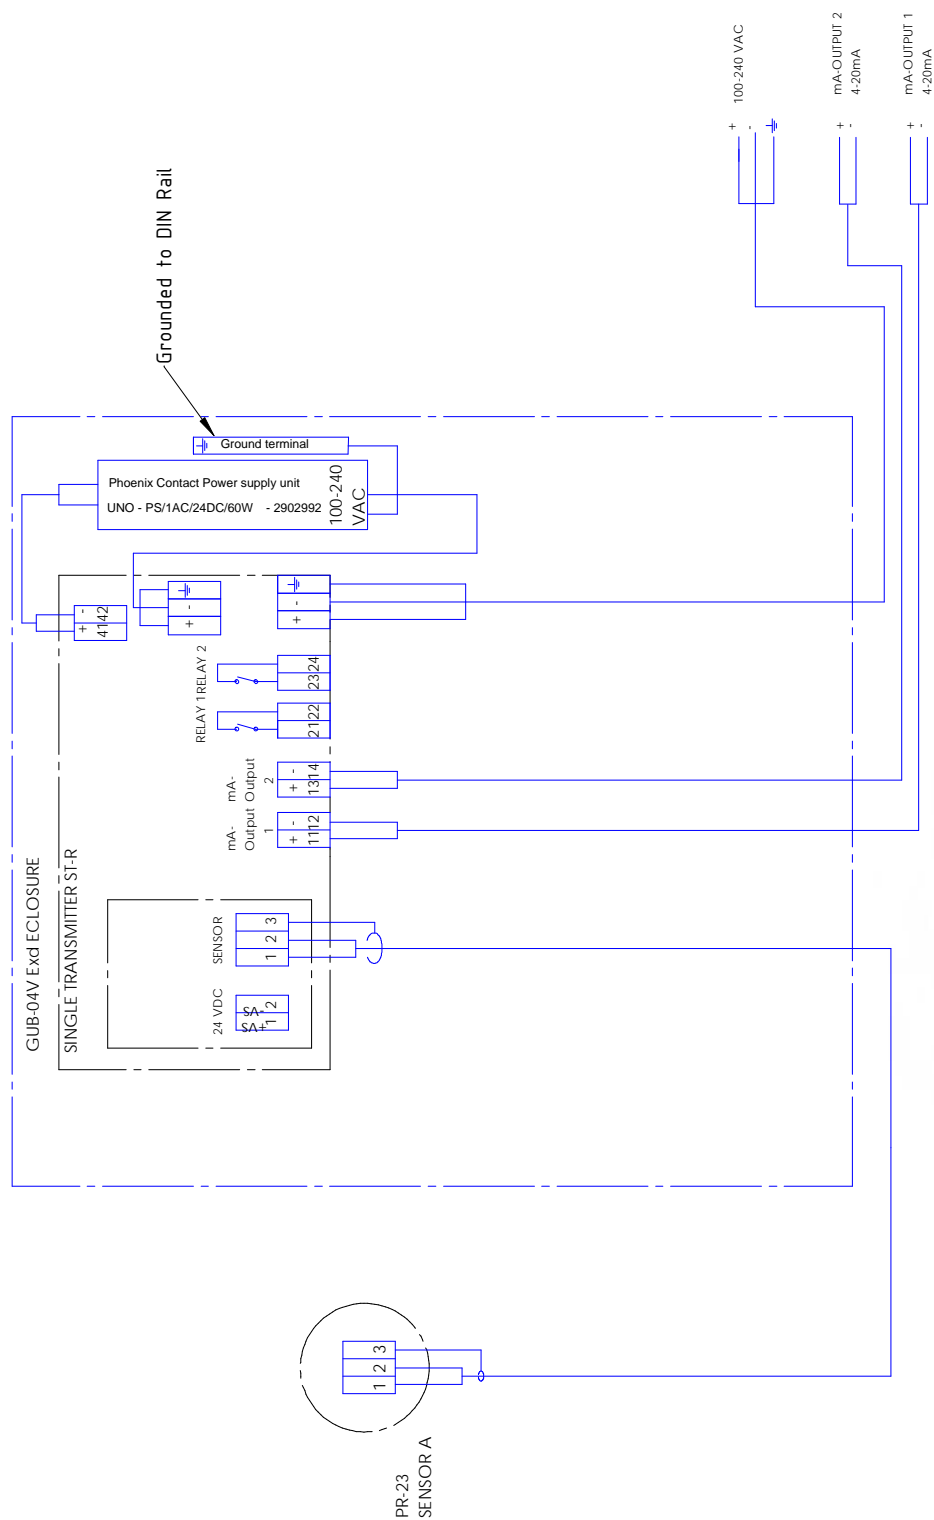 100-240 VAC
+
-
mA-OUTPUT 2
4-20mA
+
-
mA-OUTPUT 1
4-20mA
+
-
Grounded to DIN Rail
Ground terminal
Phoenix Contact Power supply unit
UNO - PS/1AC/24DC/60W - 2902992
100-240
VAC
GUB-04V Exd ECLOSURE
SINGLE TRANSMITTER ST-R
+ -
41 42
+ -
+ -
RELAY 1 RELAY 2
23 24
21 22
mA-
Output
2
+ -
13 14
mA-
Output
1
+ -
11 12
SENSOR
1 2 3
24 VDC
SA+ SA-
1 2
1 2 3
PR-23
SENSOR A